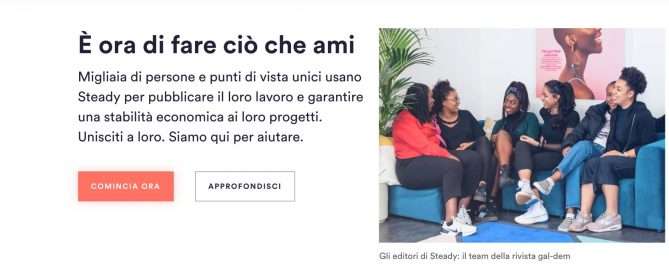 È ora di fare ciò che ami
Migliaia di persone e punti di vista unici usano
Steady per pubblicare il loro lavoro e garantire
una stabilità economica ai loro progetti.
Unisciti a loro. Siamo qui per aiutare.
COMINCIA ORA
APPROFONDISCI
Gli editori di Steady: il team della rivista gal-dem